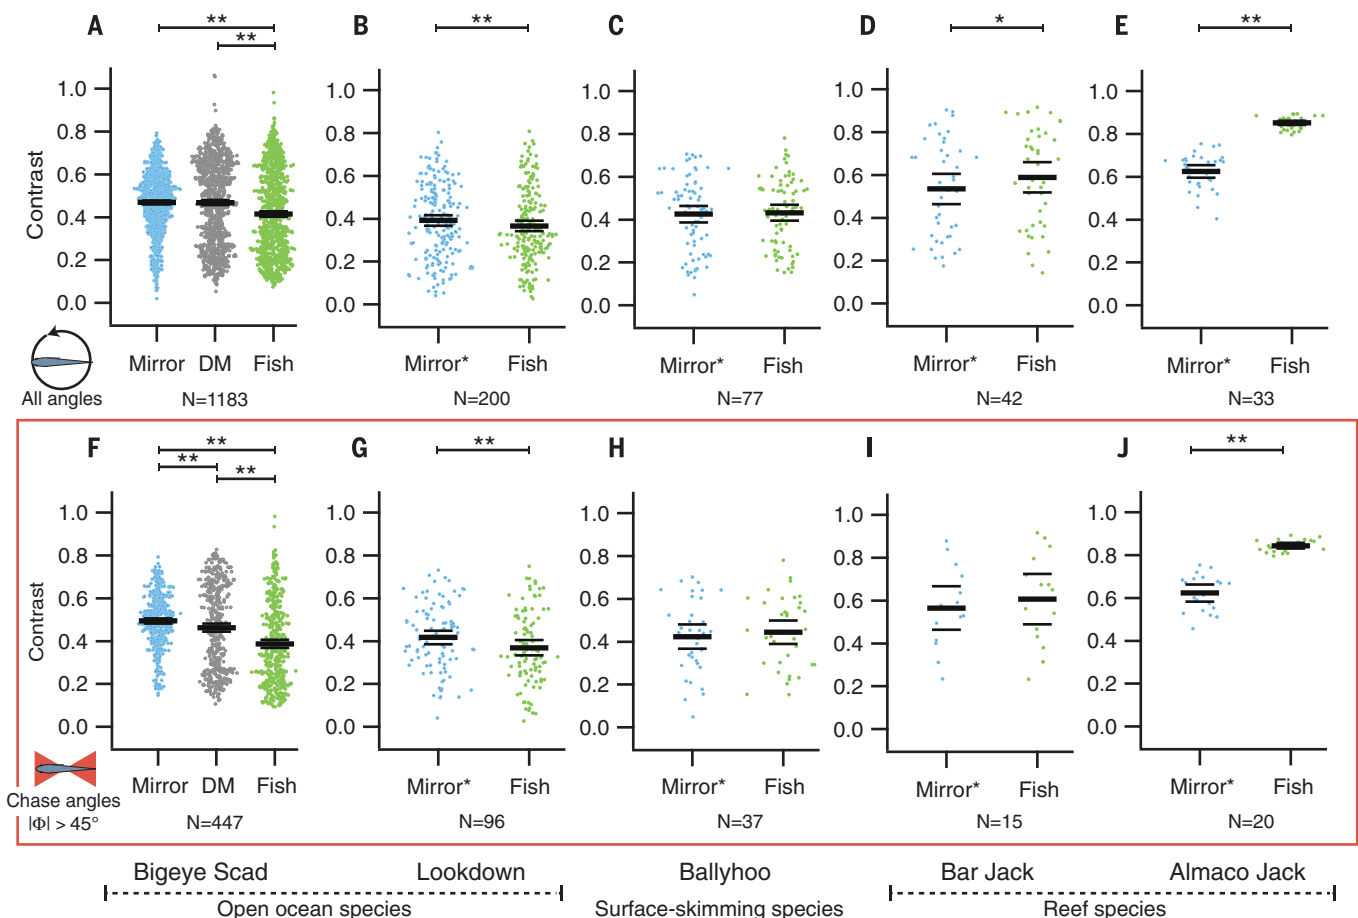 A B C D E
** ** * **
**
Contrast
1.0 0.8 0.6 0.4 0.2 0.0
1.0 0.8 0.6 0.4 0.2 0.0
1.0 0.8 0.6 0.4 0.2 0.0
1.0 0.8 0.6 0.4 0.2 0.0
1.0 0.8 0.6 0.4 0.2 0.0
Mirror DM Fish Mirror* Fish Mirror* Fish Mirror* Fish Mirror* Fish
All angles N=1183 N=200 N=77 N=42 N=33
F G H I J
** ** **
** **
Contrast
1.0 0.8 0.6 0.4 0.2 0.0
1.0 0.8 0.6 0.4 0.2 0.0
1.0 0.8 0.6 0.4 0.2 0.0
1.0 0.8 0.6 0.4 0.2 0.0
1.0 0.8 0.6 0.4 0.2 0.0
Mirror DM Fish Mirror* Fish Mirror* Fish Mirror* Fish Mirror* Fish
Chase angles
|Φ| > 45° N=447 N=96 N=37 N=15 N=20
Bigeye Scad Lookdown Ballyhoo Bar Jack Almaco Jack
Open ocean species Surface-skimming species Reef species